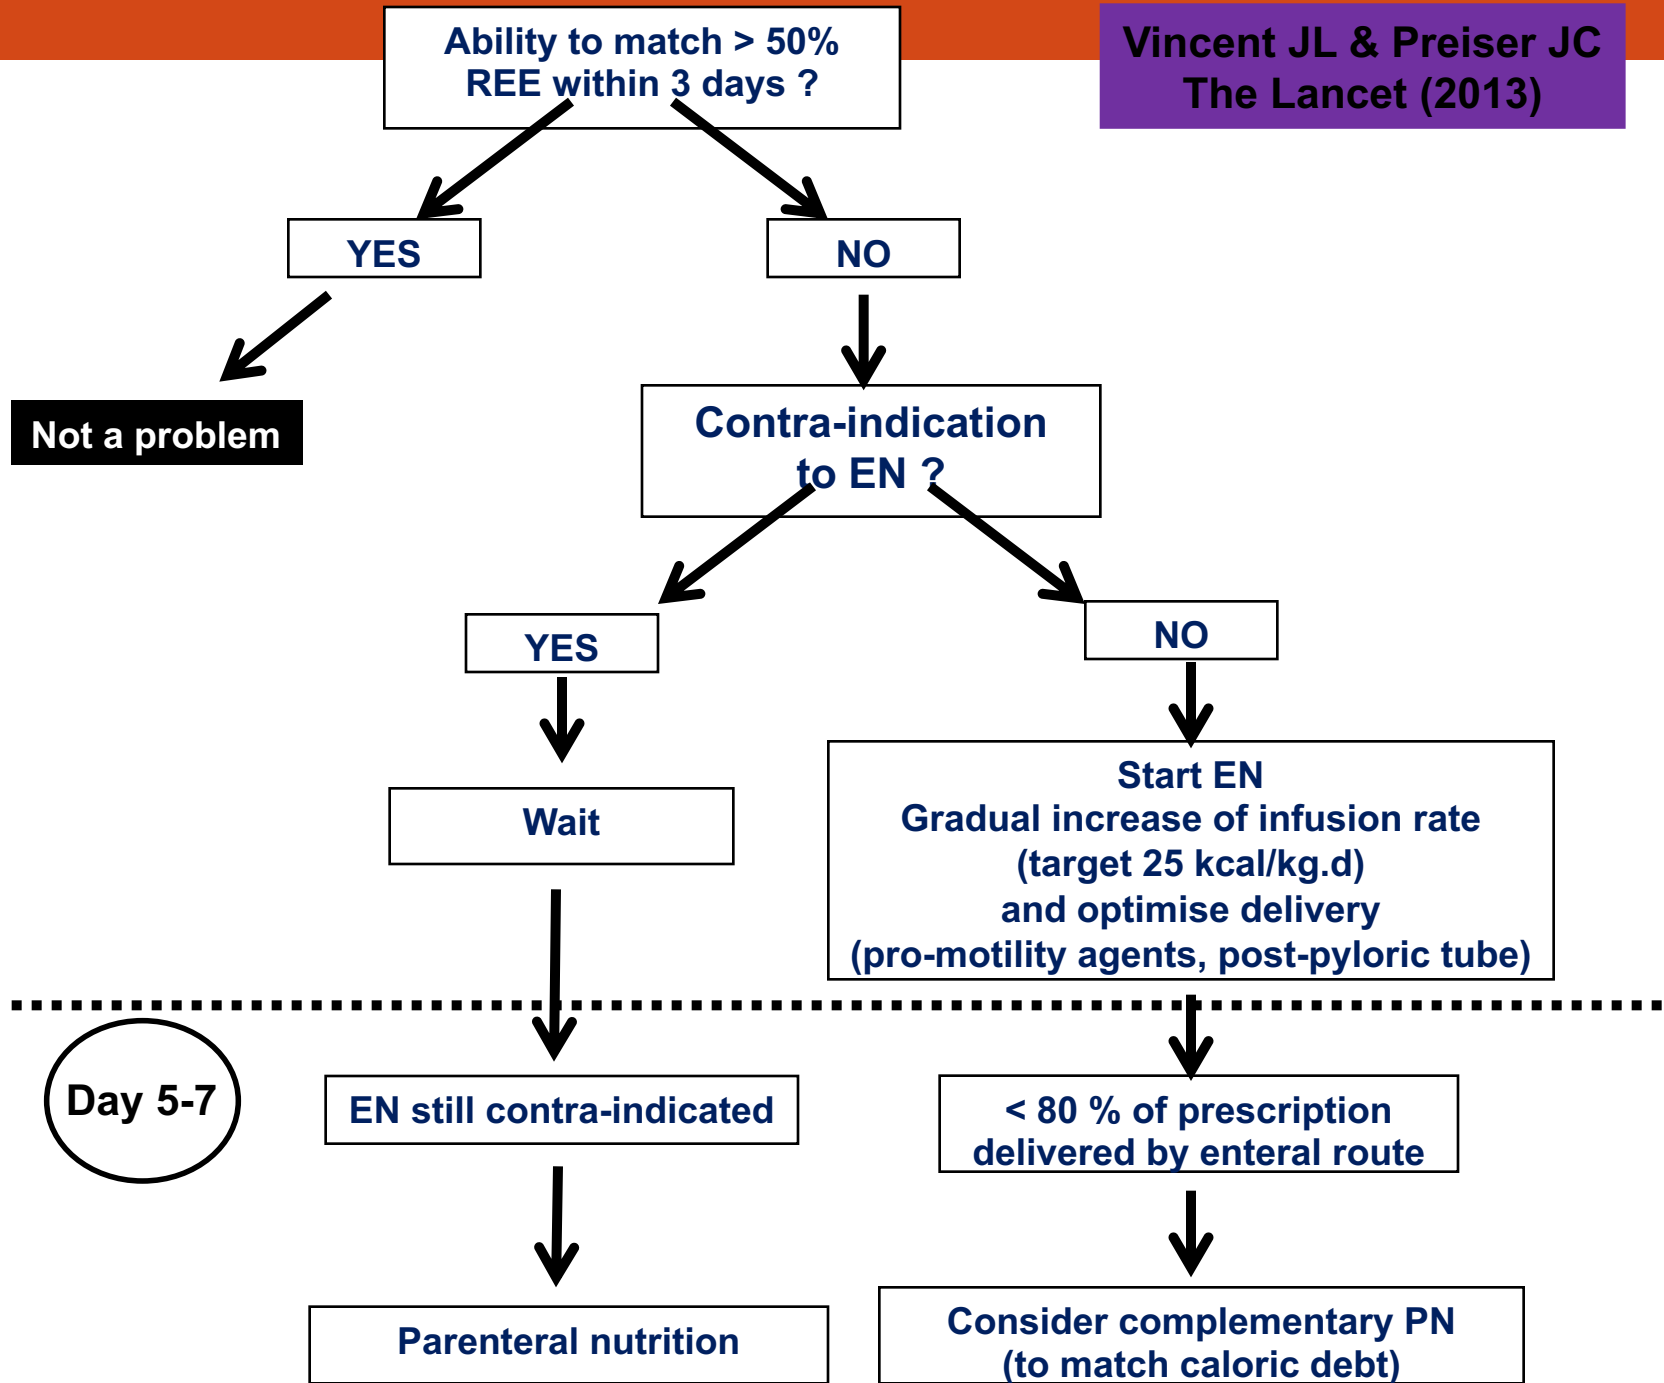 Ability to match > 50%
REE within 3 days ?
Vincent JL & Preiser JC
The Lancet (2013)
YES
NO
Not a problem
Contra-indication
to EN ?
YES
NO
Wait
Start EN
Gradual increase of infusion rate
(target 25 kcal/kg.d)
and optimise delivery
(pro-motility agents, post-pyloric tube)
Day 5-7
EN still contra-indicated
< 80 % of prescription
delivered by enteral route
Parenteral nutrition
Consider complementary PN
(to match caloric debt)